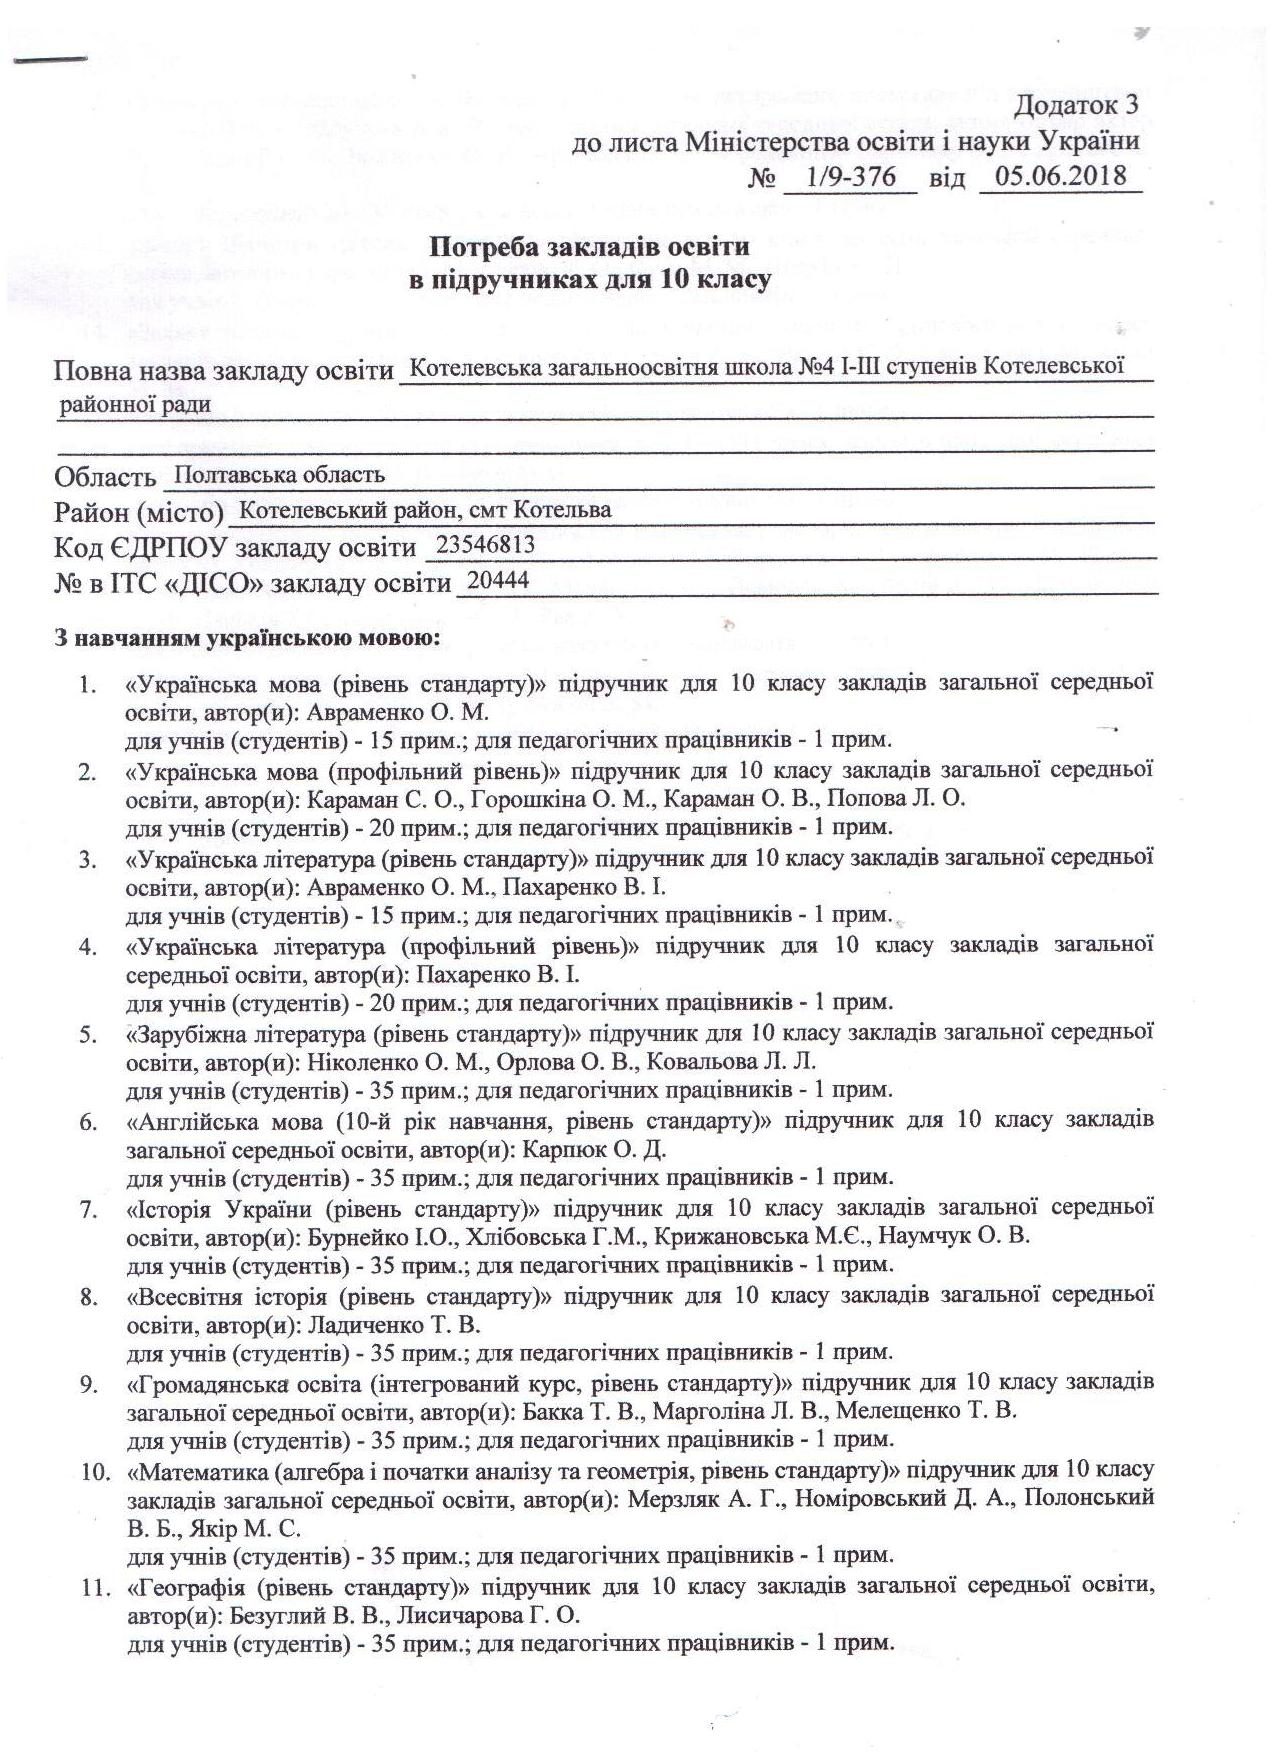 Додаток 3
до листа Міністерства освіти і науки України
№ 1/9-376 від 05.06.2018
Потреба закладів освіти
в підручниках для 10 класу
Повна назва закладу освіти Котелевська загальноосвітня школа №4 І-ІІІ ступенів Котелевської
районної ради
Область Полтавська область
Район (місто) Котелевський район, смт Котельва
Код ЄДРПОУ закладу освіти 23546813
№ в ІТС «ДІСО» закладу освіти 20444
З навчанням українською мовою:
1. «Українська мова (рівень стандарту)» підручник для 10 класу закладів загальної середньої
освіти, автор(и): Авраменко О. М.
для учнів (студентів) - 15 прим.; для педагогічних працівників - 1 прим.
2. «Українська мова (профільний рівень)» підручник для 10 класу закладів загальної середньої
освіти, автор(и): Караман С. О., Горошкіна О. М., Караман О. В., Попова Л. О.
для учнів (студентів) - 20 прим.; для педагогічних працівників - 1 прим.
3. «Українська література (рівень стандарту)» підручник для 10 класу закладів загальної середньої
освіти, автор(и): Авраменко О. М., Пахаренко В. І.
для учнів (студентів) - 15 прим.; для педагогічних працівників - 1 прим.
4. «Українська література (профільний рівень)» підручник для 10 класу закладів загальної
середньої освіти, автор(и): Пахаренко В. І.
для учнів (студентів) - 20 прим.; для педагогічних працівників - 1 прим.
5. «Зарубіжна література (рівень стандарту)» підручник для 10 класу закладів загальної середньої
освіти, автор(и): Ніколенко О. М., Орлова О. В., Ковальова Л. Л.
для учнів (студентів) - 35 прим.; для педагогічних працівників - 1 прим.
6. «Англійська мова (10-й рік навчання, рівень стандарту)» підручник для 10 класу закладів
загальної середньої освіти, автор(и): Карпюк О. Д.
для учнів (студентів) - 35 прим.; для педагогічних працівників - 1 прим.
7. «Історія України (рівень стандарту)» підручник для 10 класу закладів загальної середньої
освіти, автор(и): Бурнейко І.О., Хлібовська Г.М., Крижановська М.Є., Наумчук О. В.
для учнів (студентів) - 35 прим.; для педагогічних працівників - 1 прим.
8. «Всесвітня історія (рівень стандарту)» підручник для 10 класу закладів загальної середньої
освіти, автор(и): Ладиченко Т. В.
для учнів (студентів) - 35 прим.; для педагогічних працівників - 1 прим.
9. «Громадянська освіта (інтегрований курс, рівень стандарту)» підручник для 10 класу закладів
загальної середньої освіти, автор(и): Бакка Т. В., Марголіна Л. В., Мелещенко Т. В.
для учнів (студентів) - 35 прим.; для педагогічних працівників - 1 прим.
10. «Математика (алгебра і початки аналізу та геометрія, рівень стандарту)» підручник для 10 класу
закладів загальної середньої освіти, автор(и): Мерзляк А. Г., Номіровський Д. А., Полонський
В. Б., Якір М. С.
для учнів (студентів) - 35 прим.; для педагогічних працівників - 1 прим.
11. «Географія (рівень стандарту)» підручник для 10 класу закладів загальної середньої освіти,
автор(и): Безуглий В. В., Лисичарова Г. О.
для учнів (студентів) - 35 прим.; для педагогічних працівників - 1 прим.